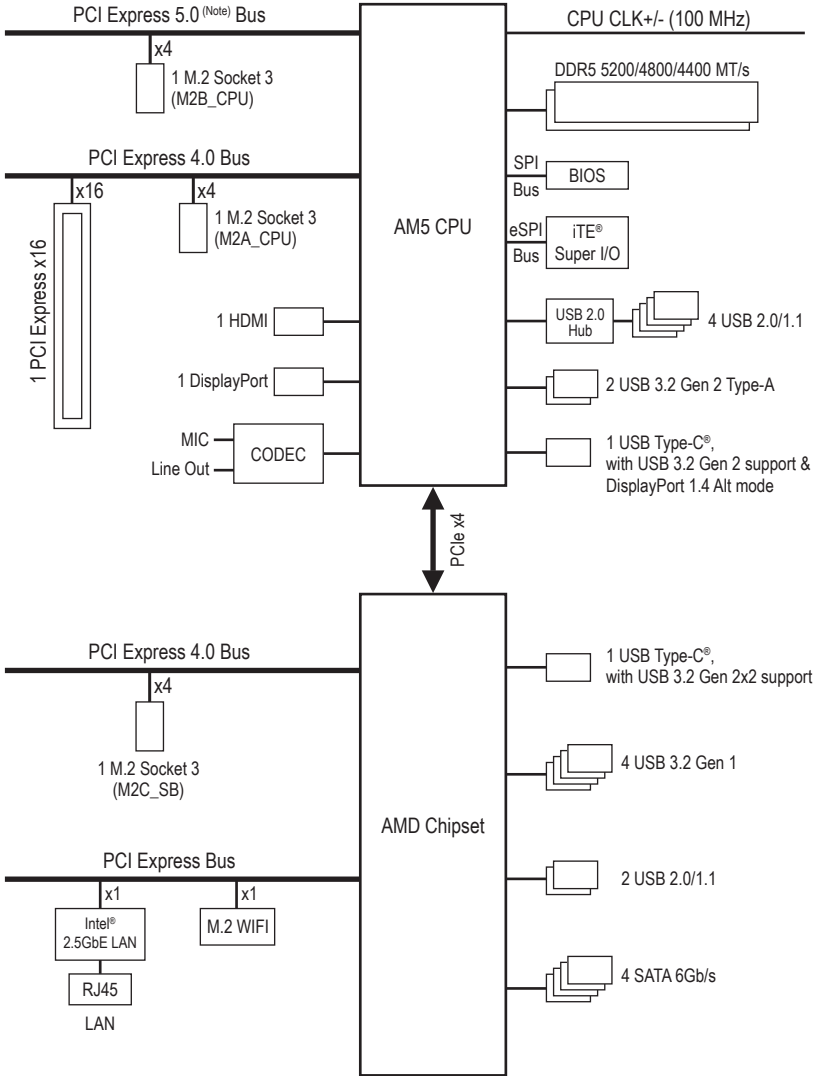 PCI Express 5.0 (Note) Bus
x4
1 M.2 Socket 3
(M2B_CPU)
PCI Express 4.0 Bus
x16
1 PCI Express x16
x4
1 M.2 Socket 3
(M2A_CPU)
1 HDMI
1 DisplayPort
MIC
Line Out
CODEC
AM5 CPU
CPU CLK+/- (100 MHz)
DDR5 5200/4800/4400 MT/s
SPI
Bus
BIOS
eSPI
Bus
iTE®
Super I/O
USB 2.0
Hub
4 USB 2.0/1.1
2 USB 3.2 Gen 2 Type-A
1 USB Type-C®,
with USB 3.2 Gen 2 support &
DisplayPort 1.4 Alt mode
PCIe x4
PCI Express 4.0 Bus
x4
1 M.2 Socket 3
(M2C_SB)
PCI Express Bus
x1
Intel®
2.5GbE LAN
RJ45
LAN
x1
M.2 WIFI
AMD Chipset
1 USB Type-C®,
with USB 3.2 Gen 2x2 support
4 USB 3.2 Gen 1
2 USB 2.0/1.1
4 SATA 6Gb/s